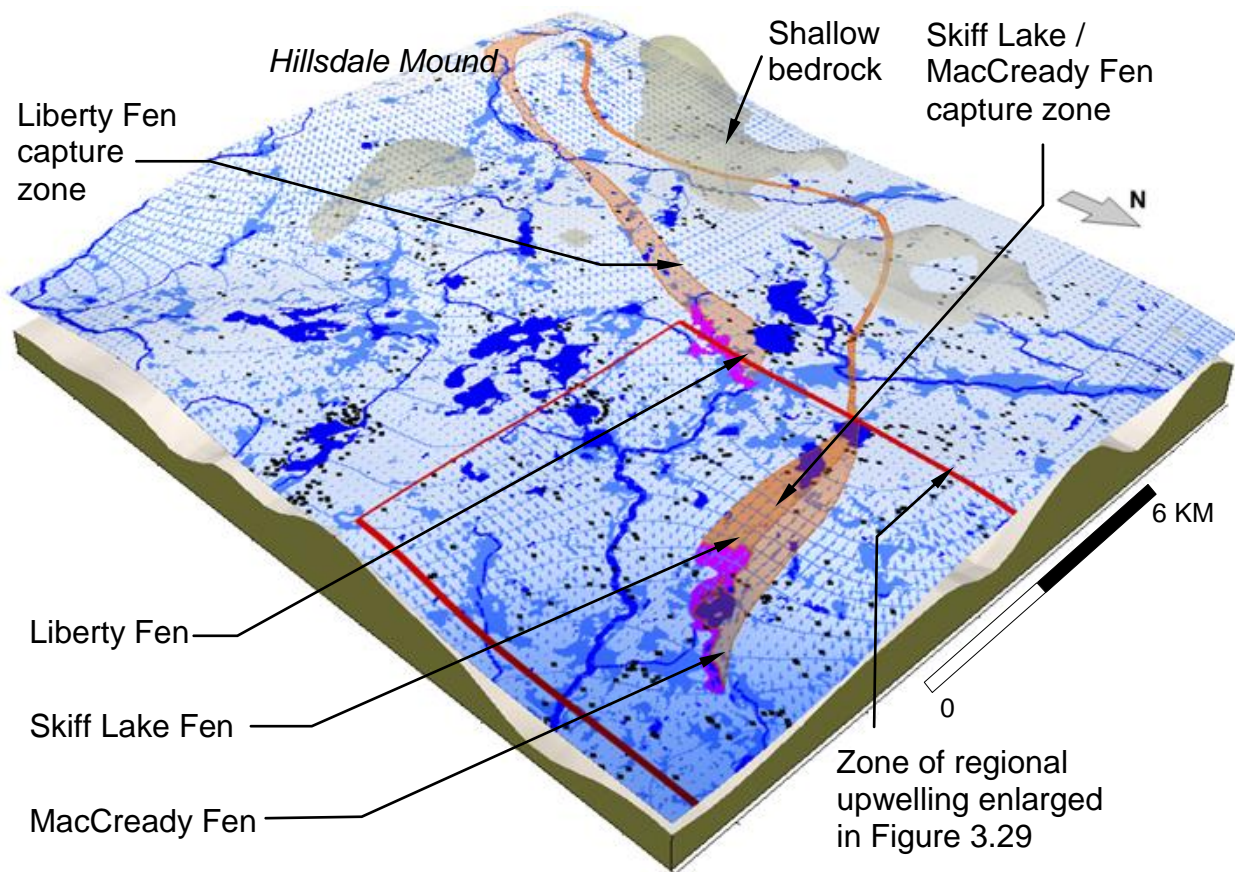 Hillsdale Mound
Shallow
bedrock
Skiff Lake /
MacCready Fen
capture zone
Liberty Fen
capture
zone
N
6 KM
0
Liberty Fen
Skiff Lake Fen
MacCready Fen
Zone of regional
upwelling enlarged
in Figure 3.29